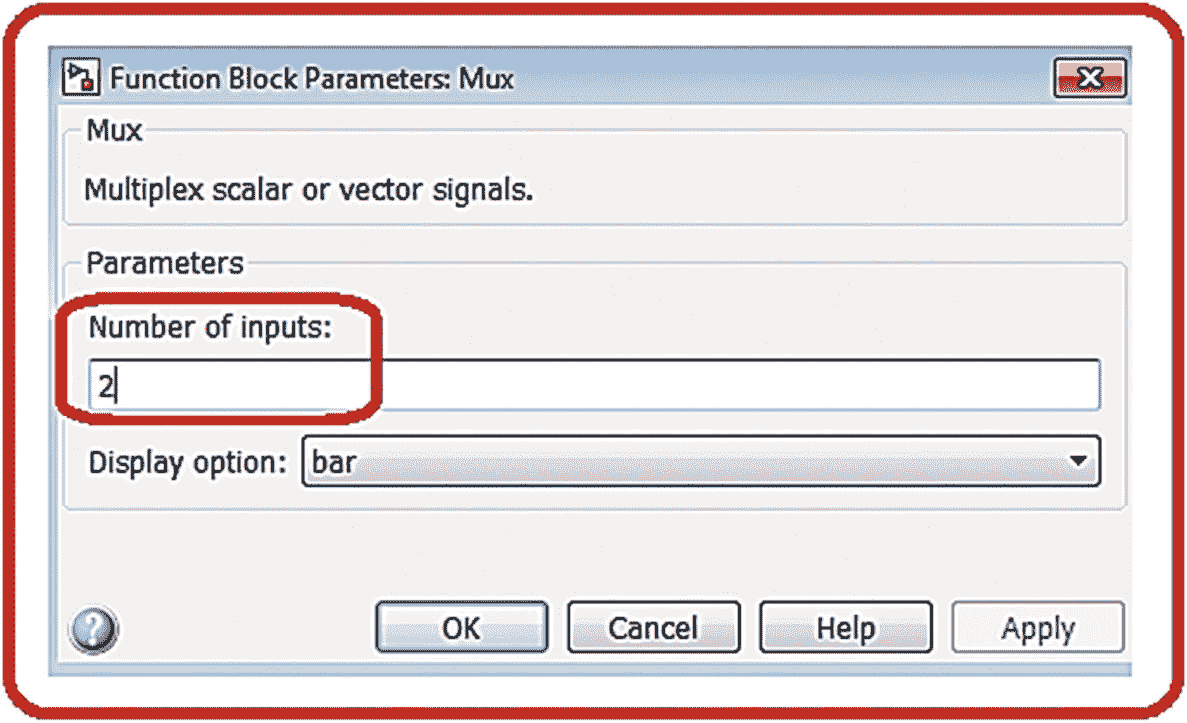 Function Block Parameters: Mux
Mux
Multiplex scalar or vector signals.
Parameters
Number of inputs:
2
Display option: bar
OK Cancel Help Apply